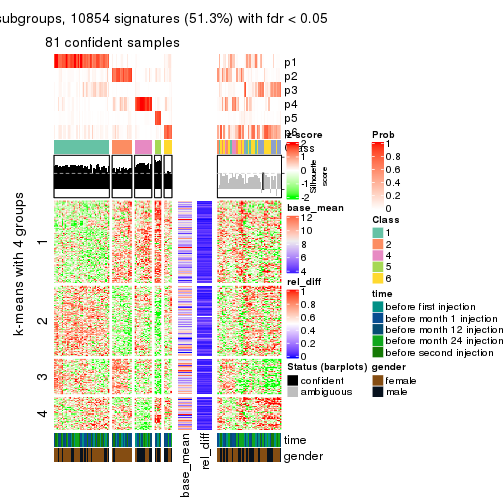 subgroups, 10854 signatures (51.3%) with fdr < 0.05
81 confident samples
p1
p2
p3
p4
p5
p6
Class
z-score
2
1
0
-1
-2
Silhouette
score
base_mean
12
10
8
6
4
rel_diff
1
0.8
0.6
0.4
0.2
0
Status (barplots)
confident
ambiguous
Prob
1
0.8
0.6
0.4
0.2
0
Class
1
2
4
5
6
time
before first injection
before month 1 injection
before month 12 injection
before month 24 injection
before second injection
gender
female
male
k-means with 4 groups
1
2
3
4
time
gender
base_mean
rel_diff